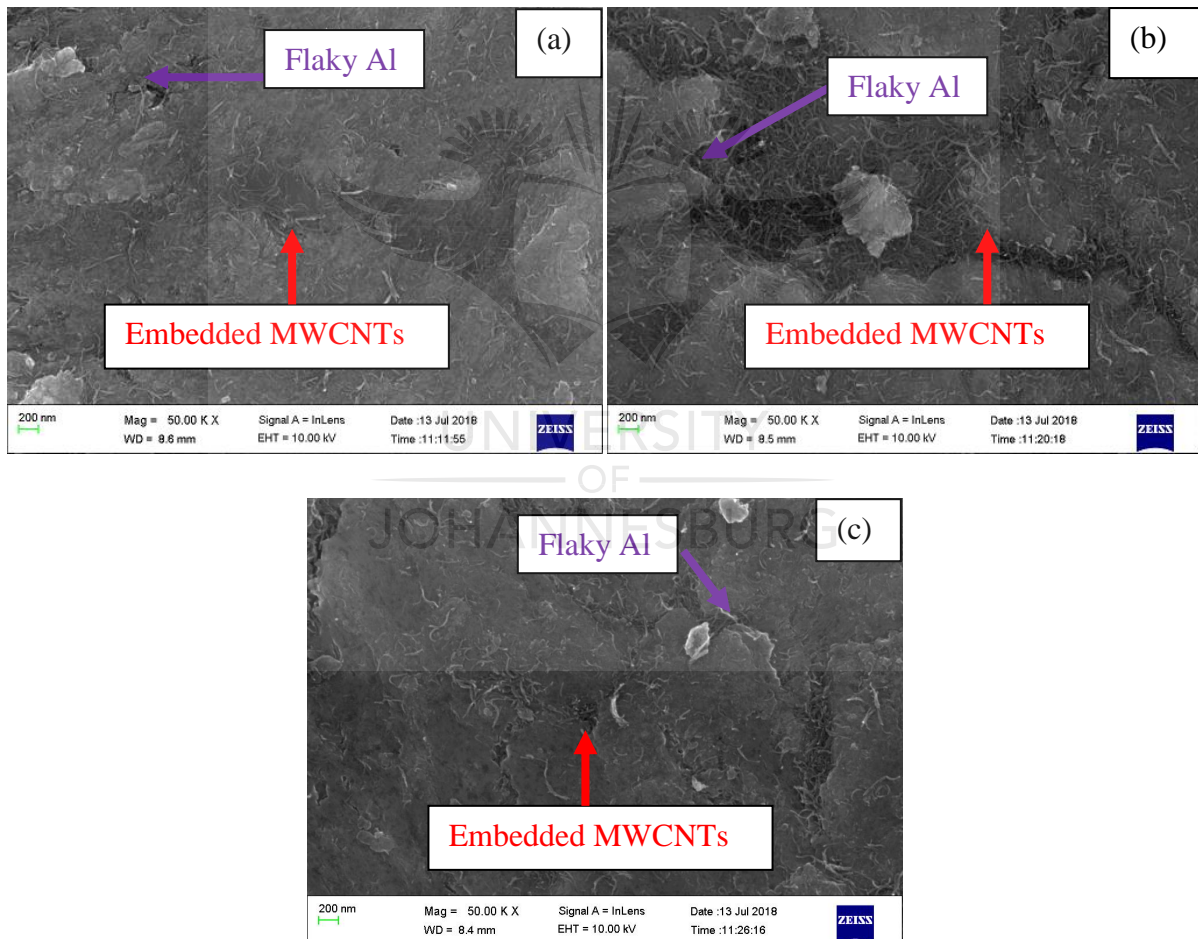 (a)
Flaky Al
Embedded MWCNTs
200 nm
Mag = 50.00 K X
Signal A = InLens
Date :13 Jul 2018
WD = 8.6 mm
EHT = 10.00 kV
Time :11:11:55
ZEISS
(b)
Flaky Al
Embedded MWCNTs
200 nm
Mag = 50.00 K X
Signal A = InLens
Date :13 Jul 2018
WD = 8.5 mm
EHT = 10.00 kV
Time :11:20:18
ZEISS
UNIVERSITY
OF
JOHANNESBURG
(c)
Flaky Al
Embedded MWCNTs
200 nm
Mag = 50.00 K X
Signal A = InLens
Date :13 Jul 2018
WD = 8.4 mm
EHT = 10.00 kV
Time :11:26:16
ZEISS